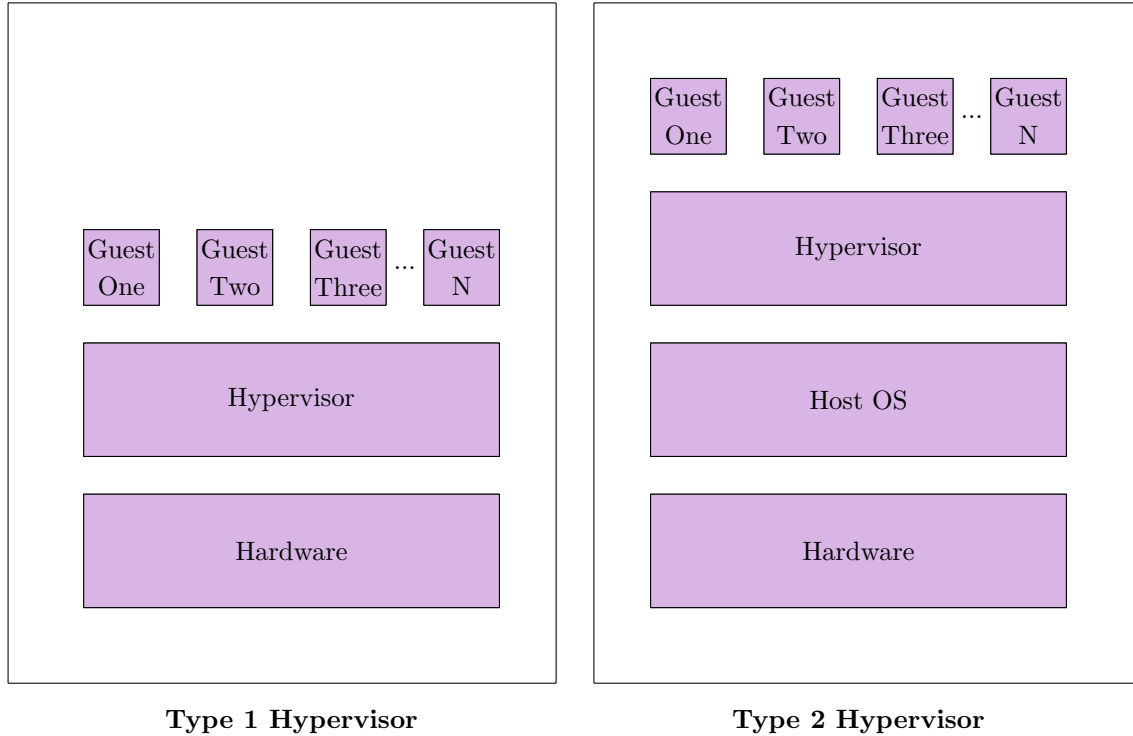 Guest
One
Guest
Two
Guest
Three
...
Guest
N
Hypervisor
Hardware
Type 1 Hypervisor
Guest
One
Guest
Two
Guest
Three
...
Guest
N
Hypervisor
Host OS
Hardware
Type 2 Hypervisor